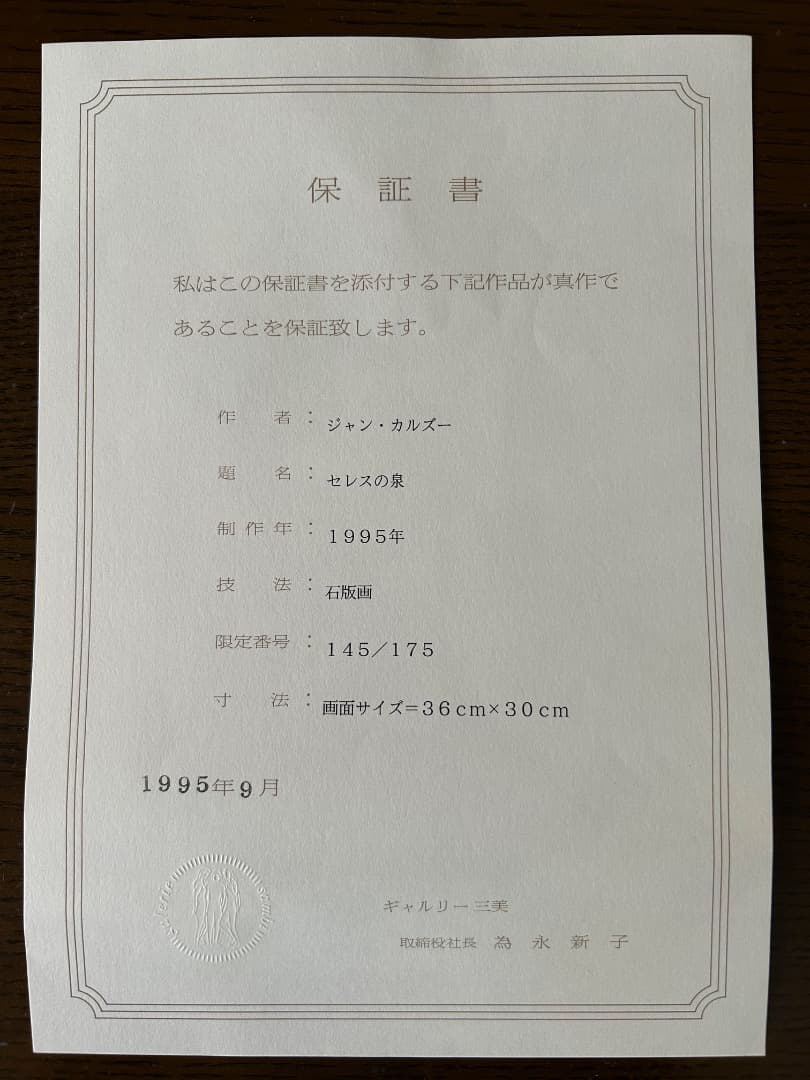 保証書
私はこの保証書を添付する下記作品が真作で
あることを保証致します。
作者：ジャン・カルズー
題名：セレスの泉
制作年：１９９５年
技法：石版画
限定番号：１４５／１７５
寸法：画面サイズ＝３６ｃｍ×３０ｃｍ
1995年9月
ギャルリー三美
取締役社長 為永新子